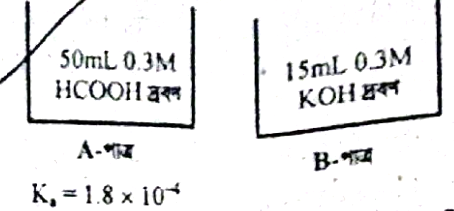 50mL 0.3M
HCOOH দ্রবণ
A-পাত্র
Kₐ = 1.8 × 10⁻⁴
15mL 0.3M
KOH দ্রবণ
B-পাত্র